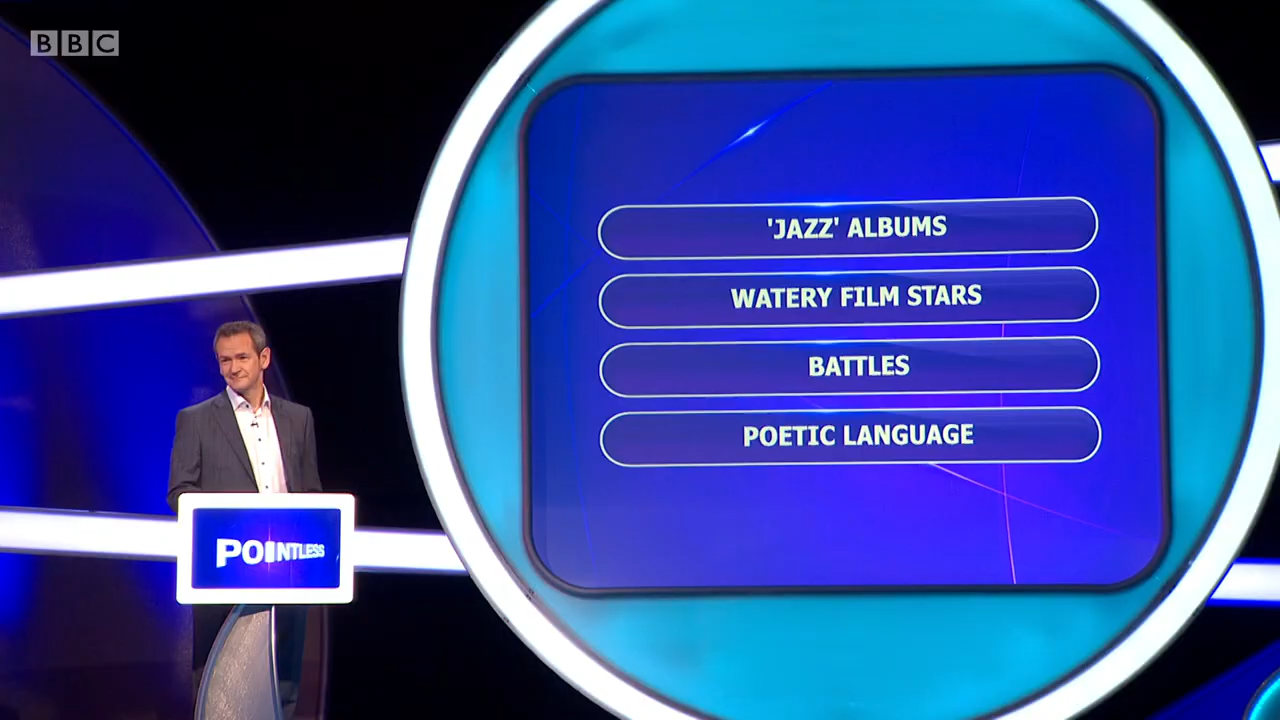 BBC
'JAZZ' ALBUMS
WATERY FILM STARS
BATTLES
POETIC LANGUAGE
POINTLESS